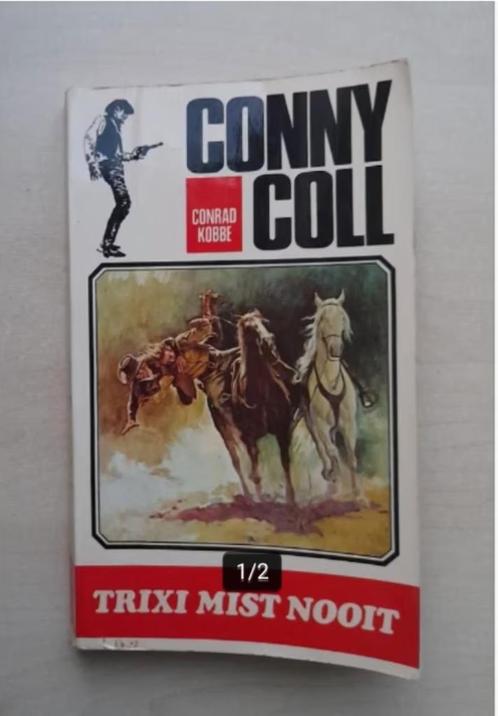 CONNY
COLL
CONRAD
KOBBE
1/2
TRIXI MIST NOOIT